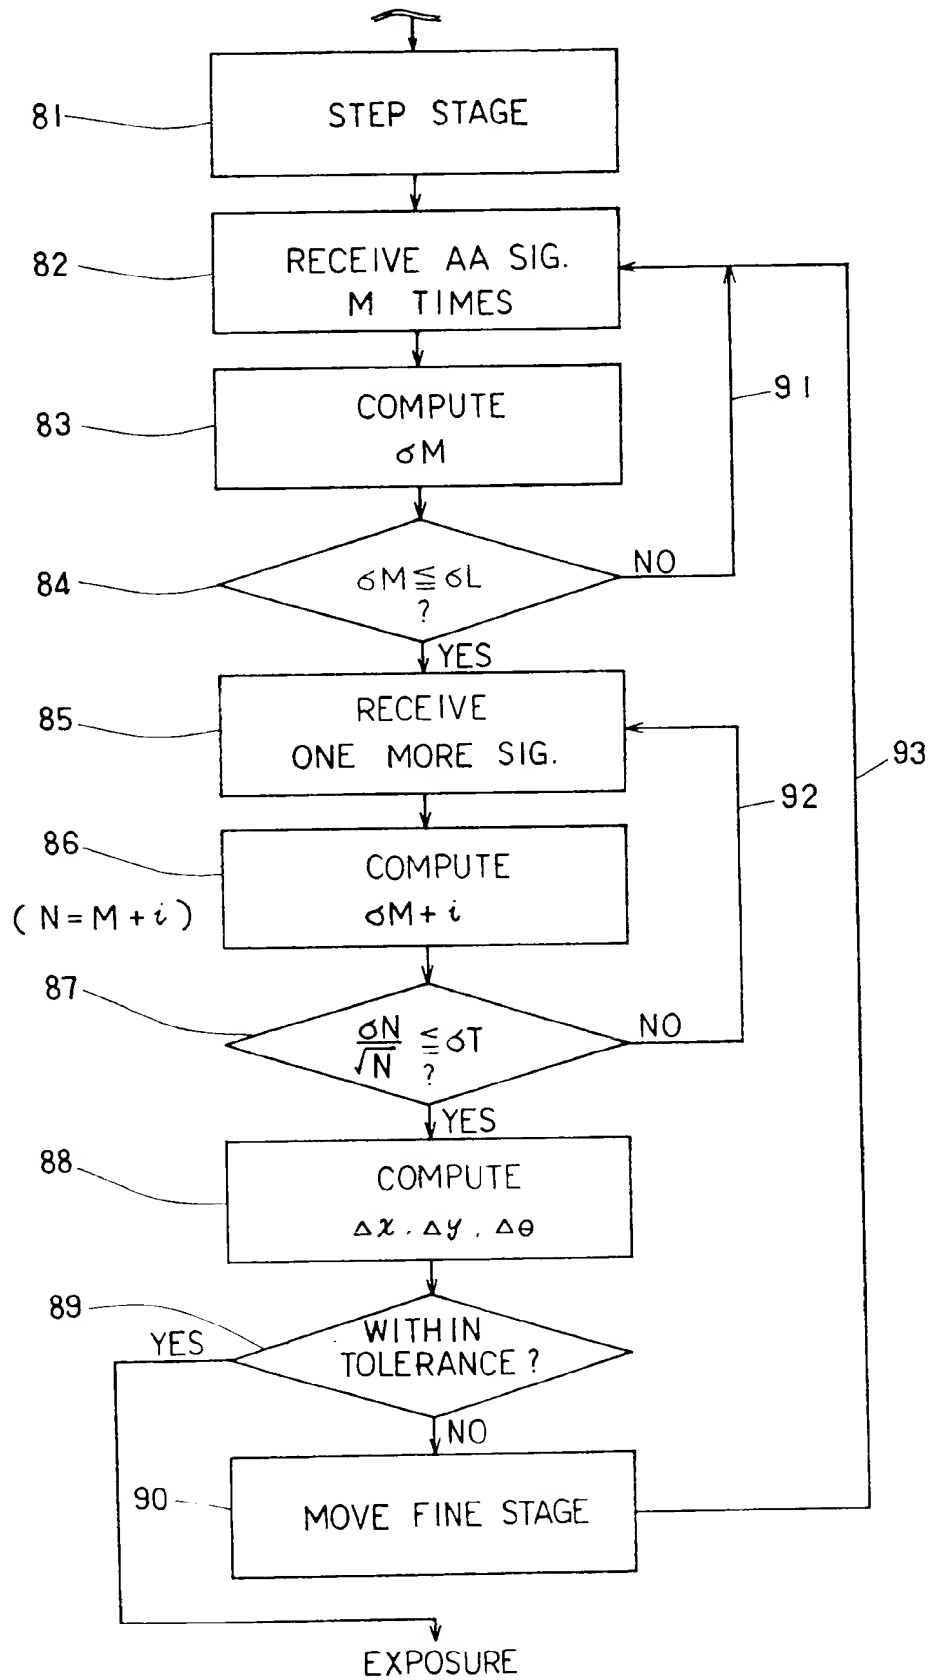 81
STEP STAGE
82
RECEIVE AA SIG.
M TIMES
83
COMPUTE
σM
91
84
σM ≦ σL
?
NO
YES
85
RECEIVE
ONE MORE SIG.
93
92
86
COMPUTE
σM + i
(N = M + i)
87
σN/√N ≦ σT
?
NO
YES
88
COMPUTE
Δx . Δy . Δθ
89
WITHIN
TOLERANCE ?
YES
NO
90
MOVE FINE STAGE
EXPOSURE